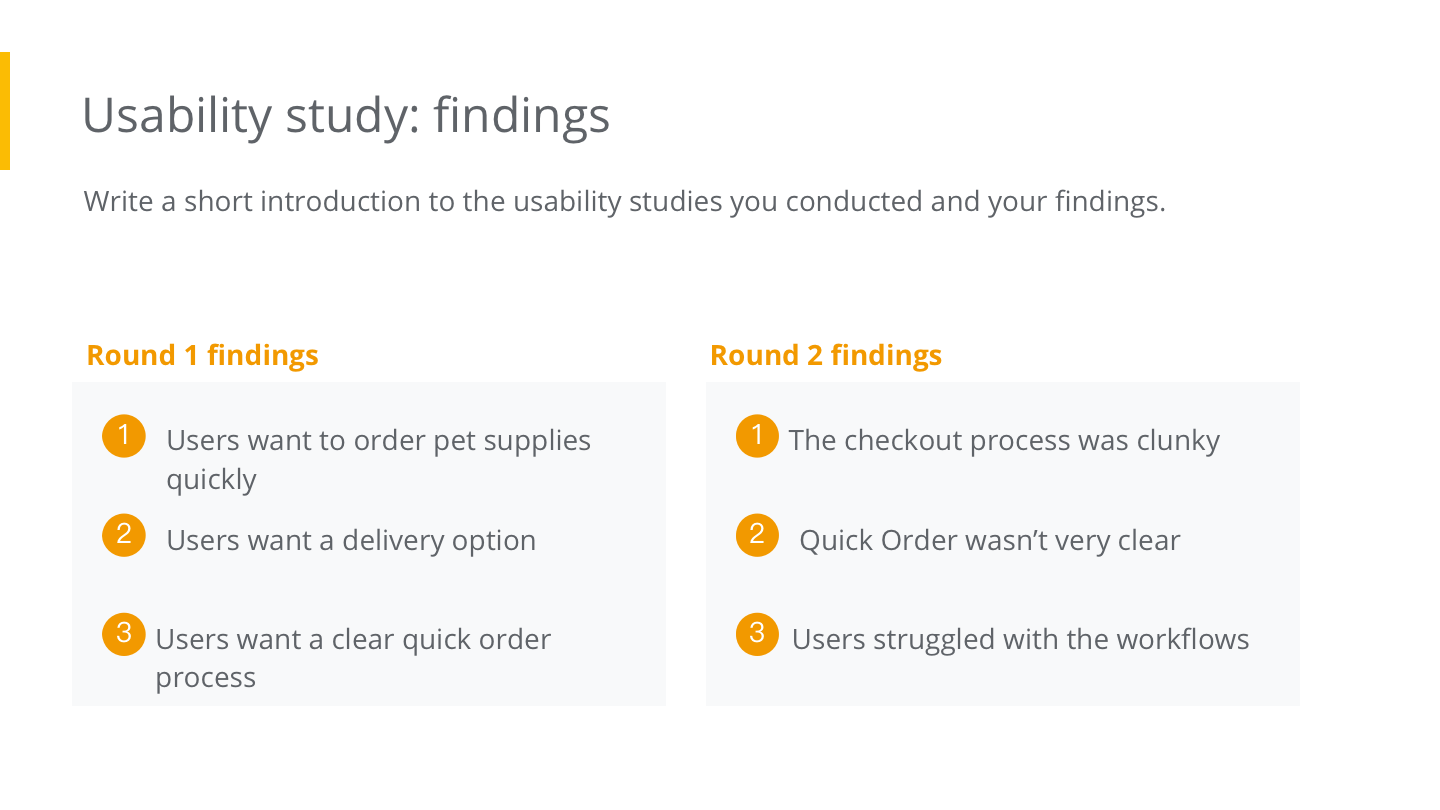 Usability study: findings
Write a short introduction to the usability studies you conducted and your findings.
Round 1 findings
1 Users want to order pet supplies
quickly
2 Users want a delivery option
3 Users want a clear quick order
process
Round 2 findings
1 The checkout process was clunky
2 Quick Order wasn’t very clear
3 Users struggled with the workflows